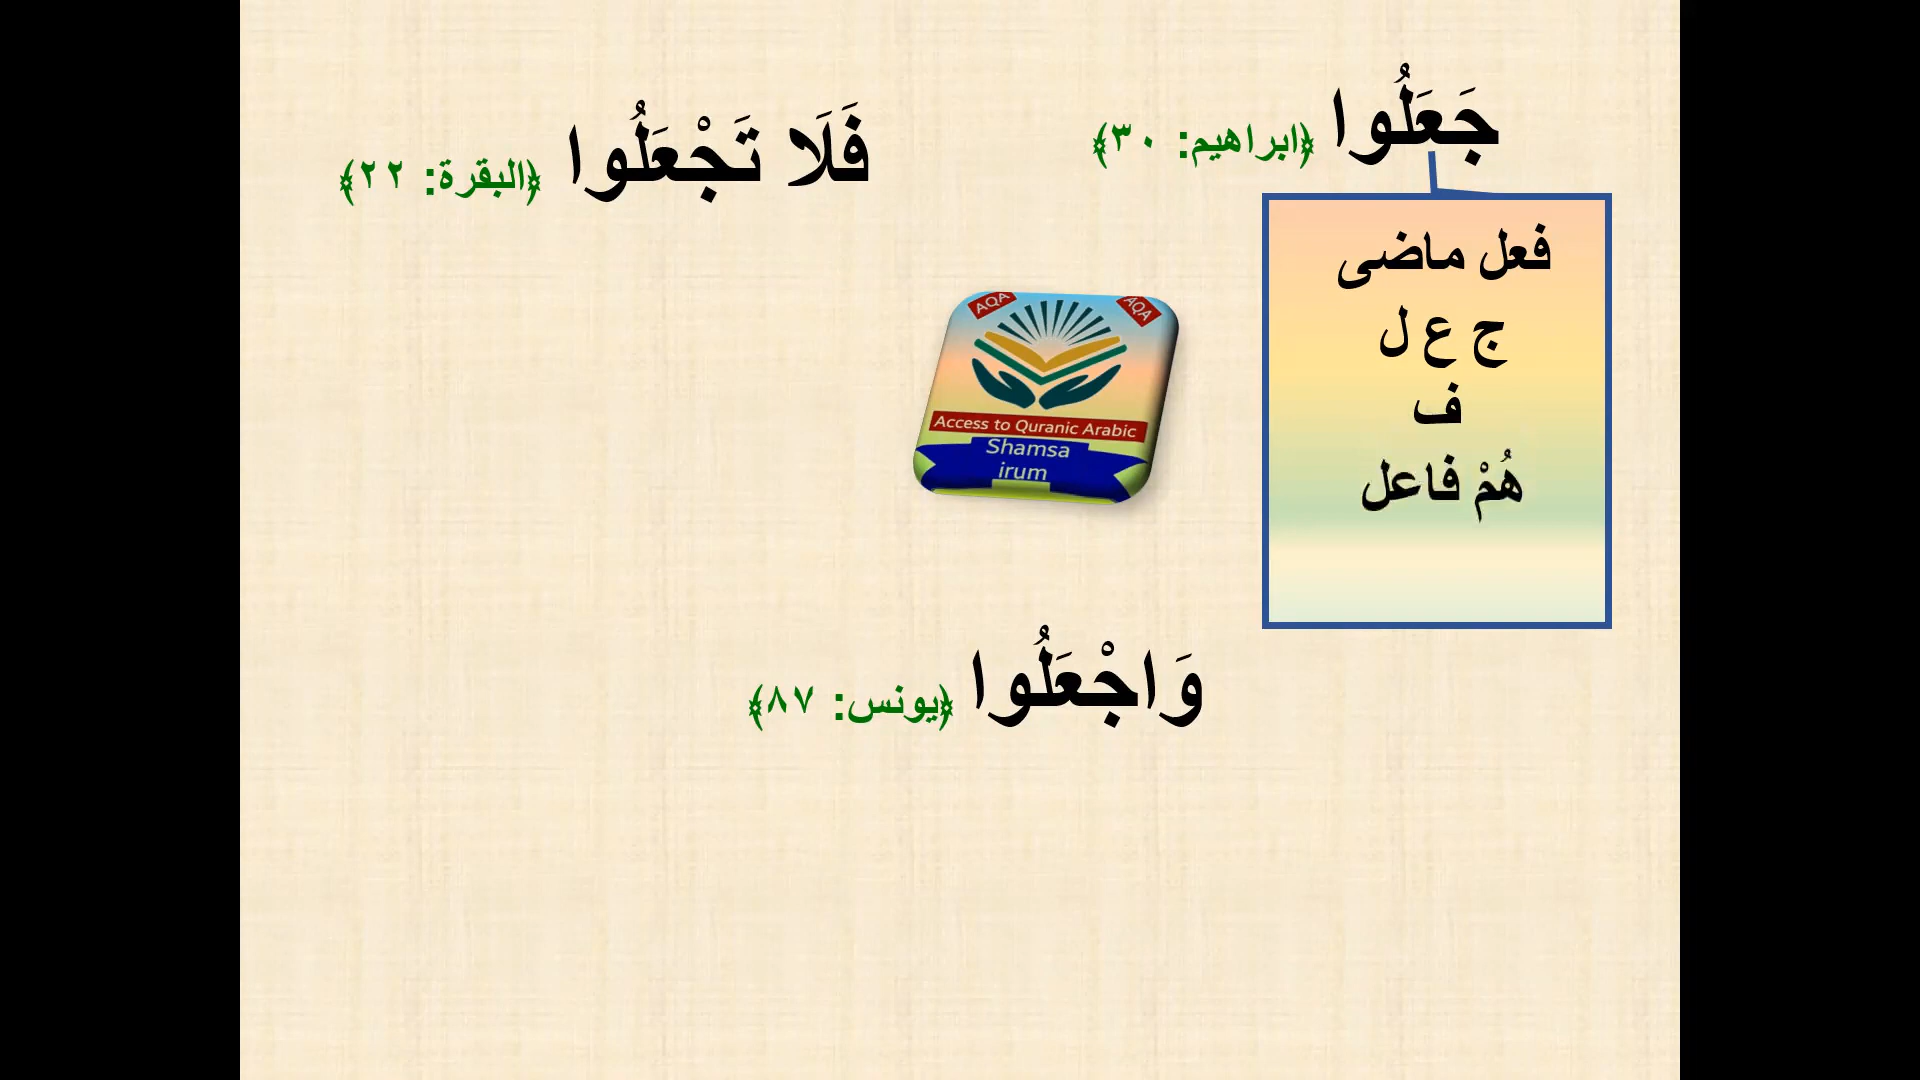 جَعَلُوا ﴿ابراهيم: ٣٠﴾
فَلَا تَجْعَلُوا ﴿البقرة: ٢٢﴾
فعل ماضى
ج ع ل
ف
هُمْ فاعل
AQA
AQA
Access to Quranic Arabic
Shamsa
irum
وَاجْعَلُوا ﴿يونس: ٨٧﴾